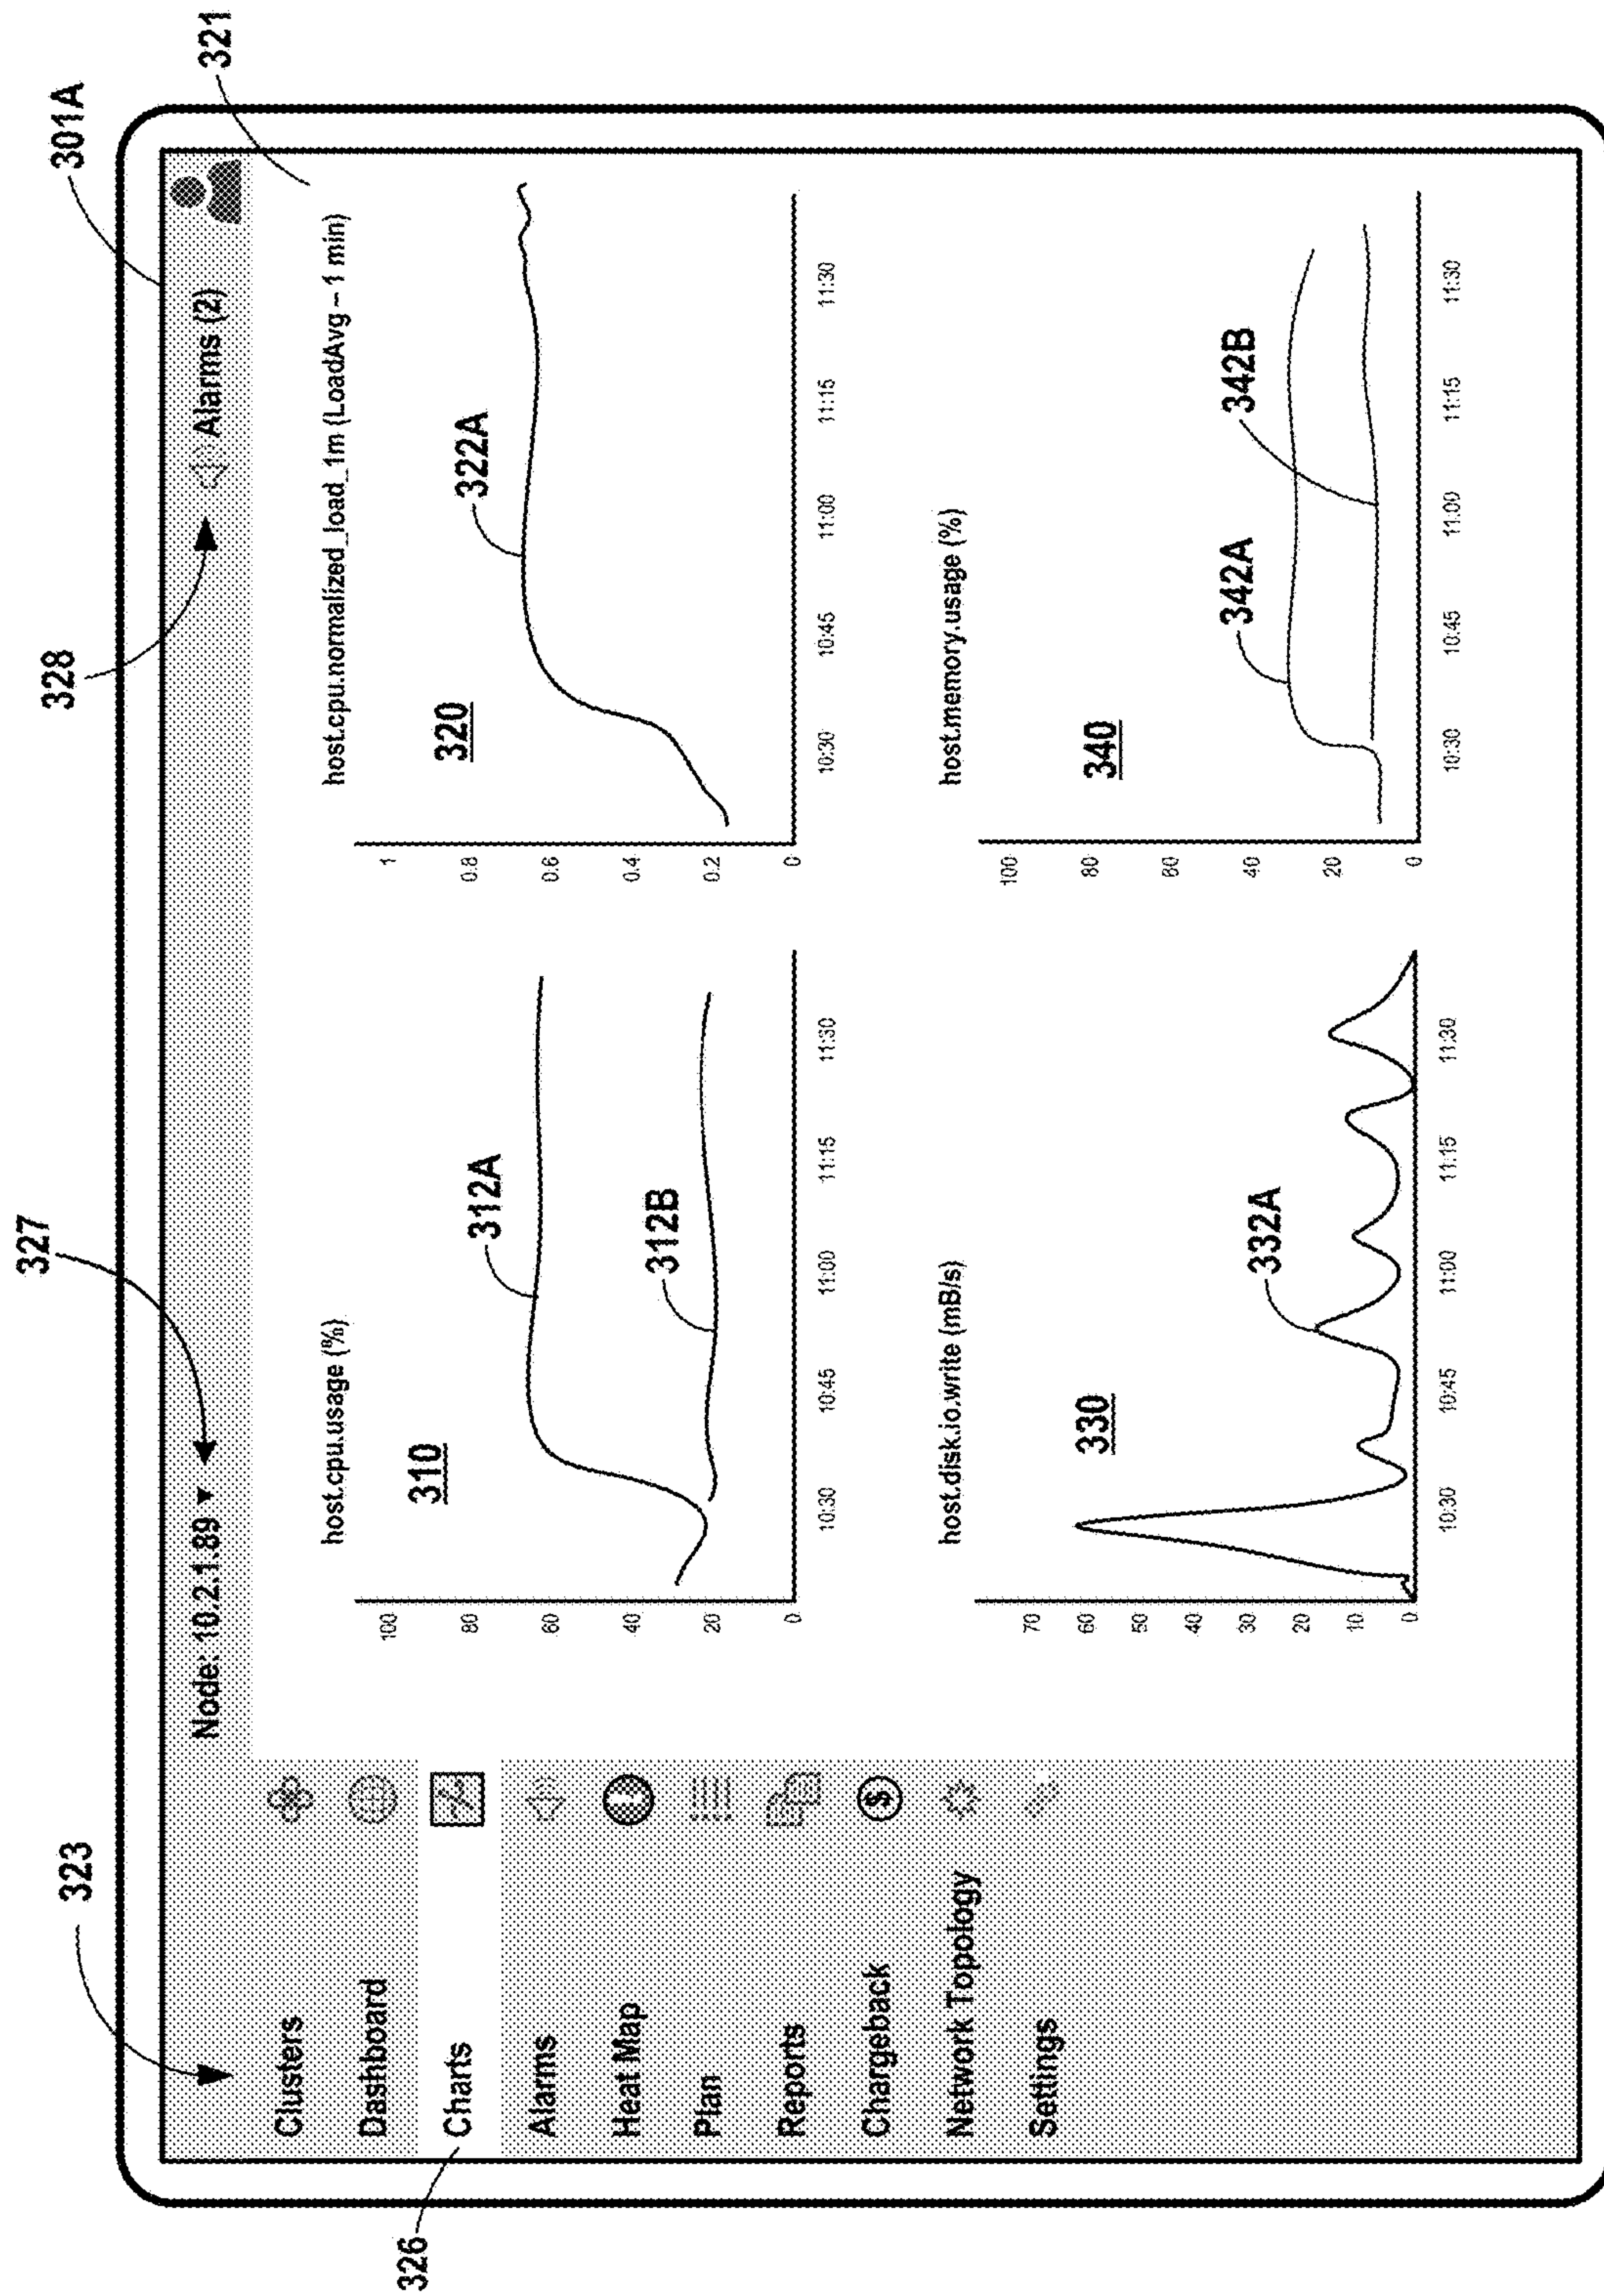 301A
328
327
323
321
Node: 10.2.1.89
Alarms (2)
Clusters
Dashboard
326
Charts
Alarms
Heat Map
Plan
Reports
Chargeback
$
Network Topology
Settings
host.cpu.usage (%)
310
312A
312B
100
80
60
40
20
0
10:30 10:45 11:00 11:15 11:30
host.cpu.normalized_load_1m (LoadAvg – 1 min)
320
322A
1
0.8
0.6
0.4
0.2
0
10:30 10:45 11:00 11:15 11:30
host.disk.io.write (mB/s)
330
332A
70
60
50
40
30
20
10
0
10:30 10:45 11:00 11:15 11:30
host.memory.usage (%)
340
342A
342B
100
80
60
40
20
0
10:30 10:45 11:00 11:15 11:30